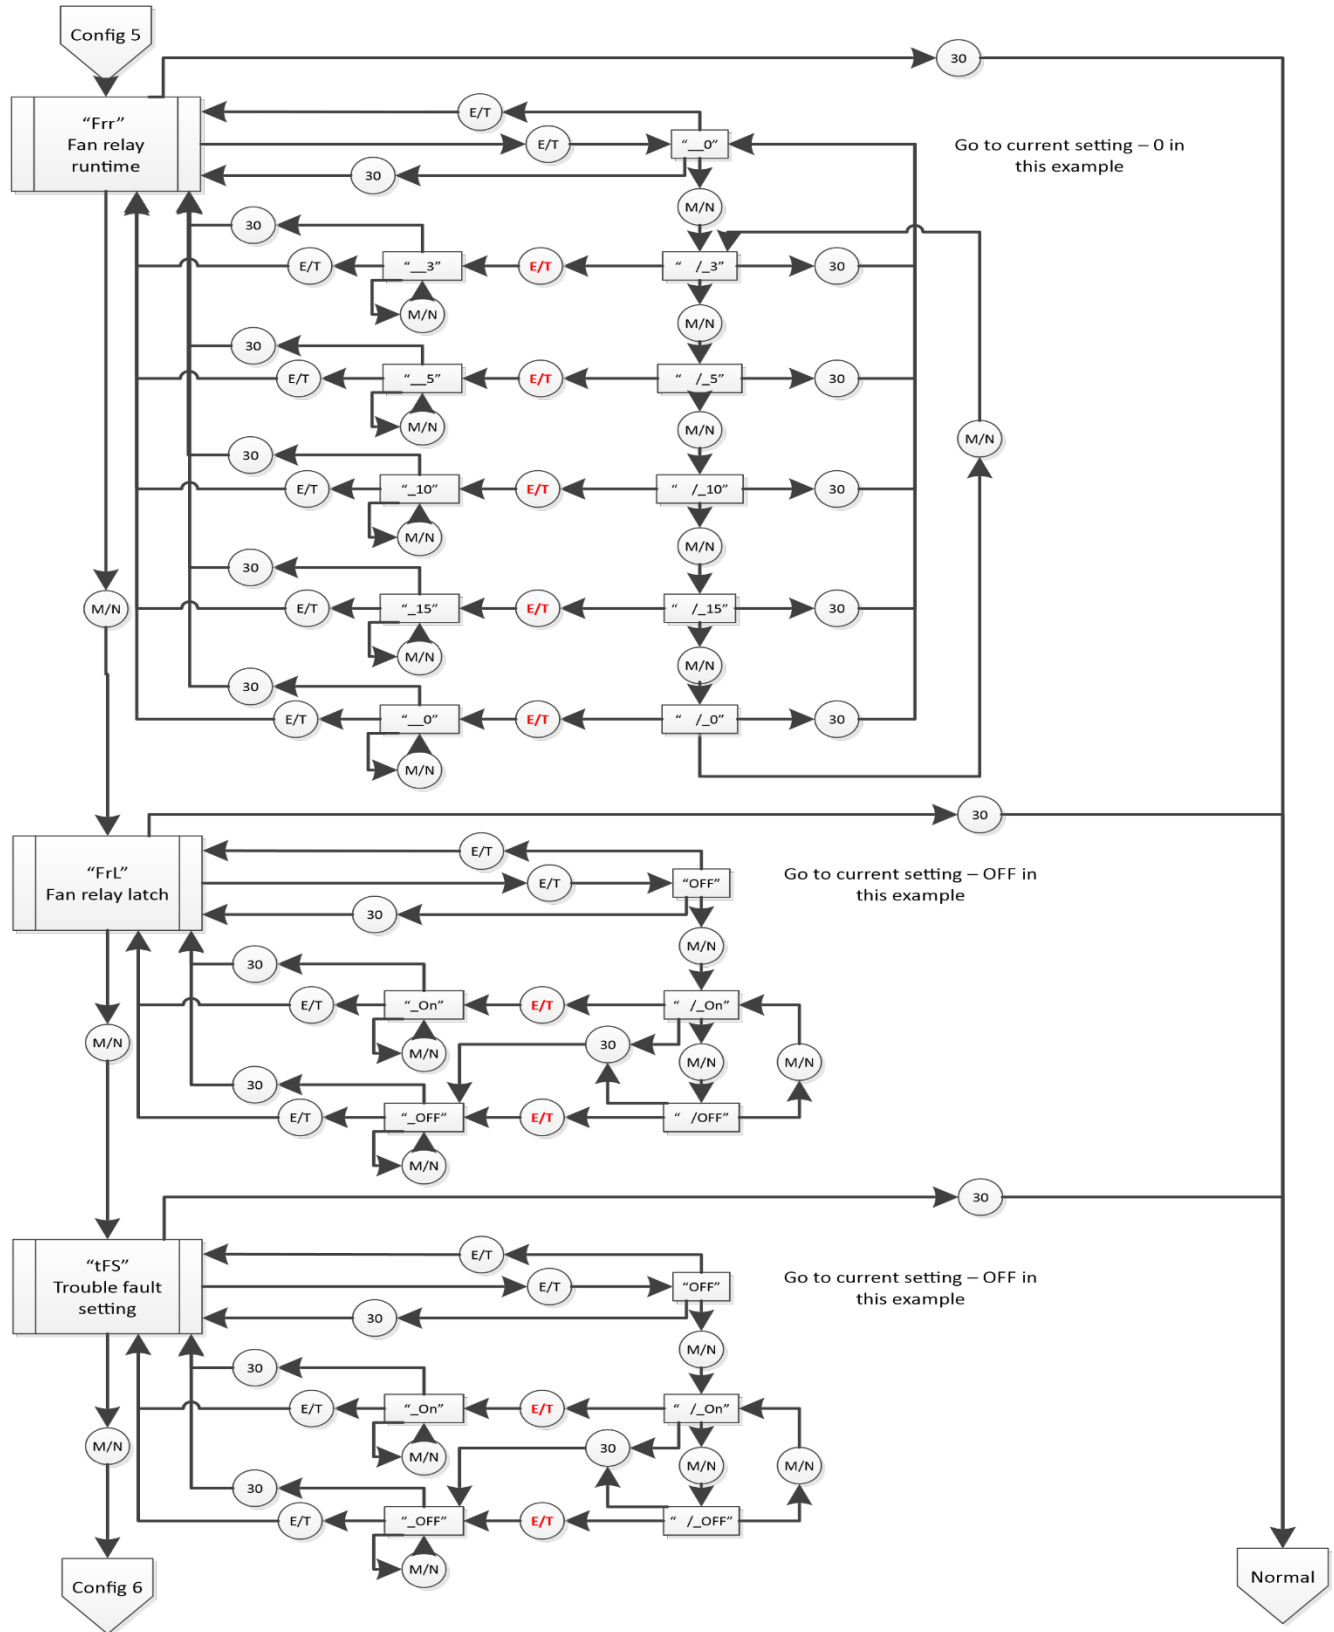 Config 5
30
“Frr”
Fan relay
runtime
E/T
E/T
“__0”
Go to current setting – 0 in
this example
30
M/N
30
E/T
“__3”
E/T
“ /_3”
30
M/N
M/N
30
E/T
“__5”
E/T
“ /_5”
30
M/N
M/N
M/N
30
E/T
“_10”
E/T
“ /_10”
30
M/N
M/N
30
E/T
“_15”
E/T
“ /_15”
30
M/N
M/N
M/N
30
E/T
“__0”
E/T
“ /_0”
30
M/N
30
“FrL”
Fan relay latch
E/T
E/T
“OFF”
Go to current setting – OFF in
this example
30
M/N
30
E/T
“_On”
E/T
“ /_On”
M/N
M/N
30
M/N
M/N
30
E/T
“_OFF”
E/T
“ /OFF”
M/N
30
“tFS”
Trouble fault
setting
E/T
E/T
“OFF”
Go to current setting – OFF in
this example
30
M/N
30
E/T
“_On”
E/T
“ /_On”
M/N
M/N
30
M/N
M/N
30
E/T
“_OFF”
E/T
“ /_OFF”
M/N
Config 6
Normal